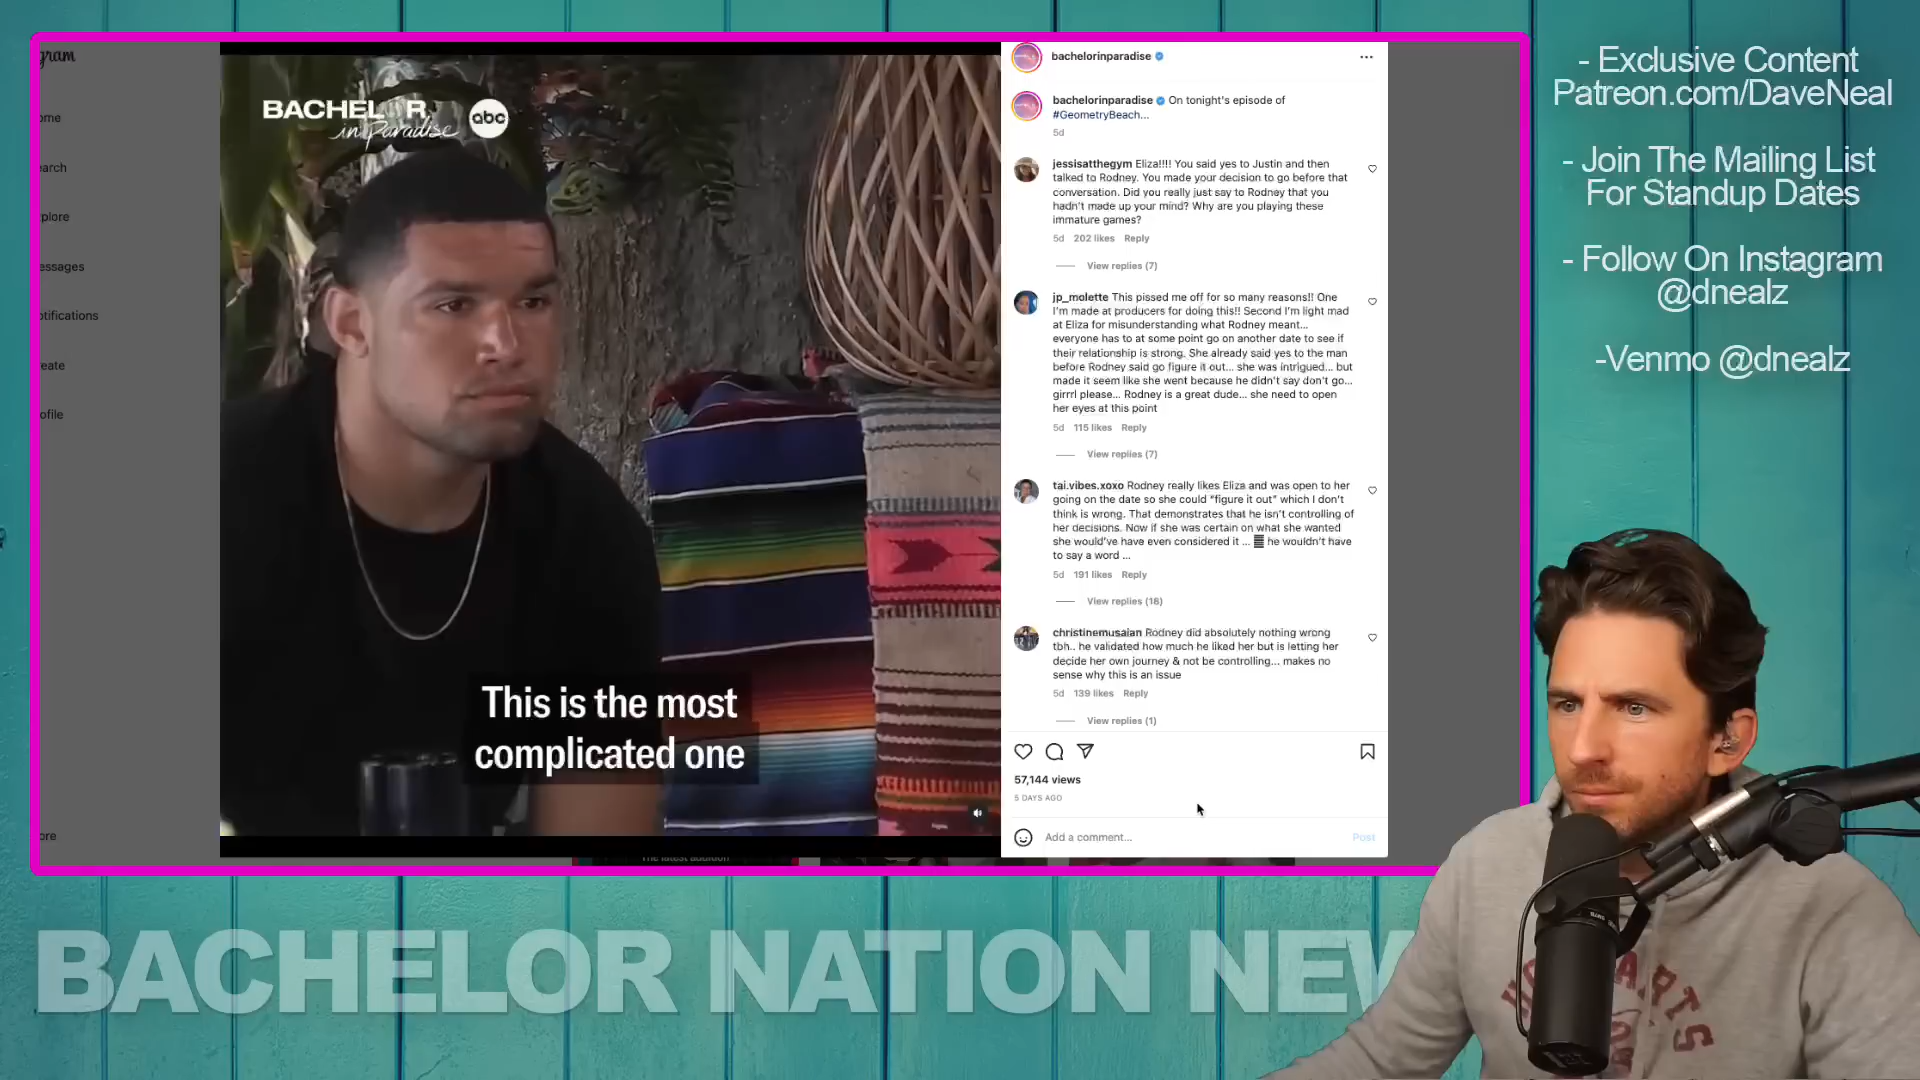 gram
ome
earch
xplore
essages
otifications
reate
ofile
ore
BACHELOR
in Paradise
abc
This is the most
complicated one
The latest addition
bachelorinparadise
bachelorinparadise On tonight's episode of
#GeometryBeach...
5d
jessisatthegym Eliza!!!! You said yes to Justin and then
talked to Rodney. You made your decision to go before that
conversation. Did you really just say to Rodney that you
hadn't made up your mind? Why are you playing these
immature games?
5d 202 likes Reply
View replies (7)
jp_molette This pissed me off for so many reasons!! One
I'm made at producers for doing this!! Second I'm light mad
at Eliza for misunderstanding what Rodney meant...
everyone has to at some point go on another date to see if
their relationship is strong. She already said yes to the man
before Rodney said go figure it out... she was intrigued... but
made it seem like she went because he didn't say don't go...
girrrl please... Rodney is a great dude... she need to open
her eyes at this point
5d 115 likes Reply
View replies (7)
tai.vibes.xoxo Rodney really likes Eliza and was open to her
going on the date so she could "figure it out" which I don't
think is wrong. That demonstrates that he isn't controlling of
her decisions. Now if she was certain on what she wanted
she would've have even considered it ... he wouldn't have
to say a word ...
5d 191 likes Reply
View replies (16)
christinemusaian Rodney did absolutely nothing wrong
tbh.. he validated how much he liked her but is letting her
decide her own journey & not be controlling... makes no
sense why this is an issue
5d 139 likes Reply
View replies (1)
57,144 views
5 DAYS AGO
Add a comment...
Post
- Exclusive Content
Patreon.com/DaveNeal
- Join The Mailing List
For Standup Dates
- Follow On Instagram
@dnealz
-Venmo @dnealz
BACHELOR NATION NEW